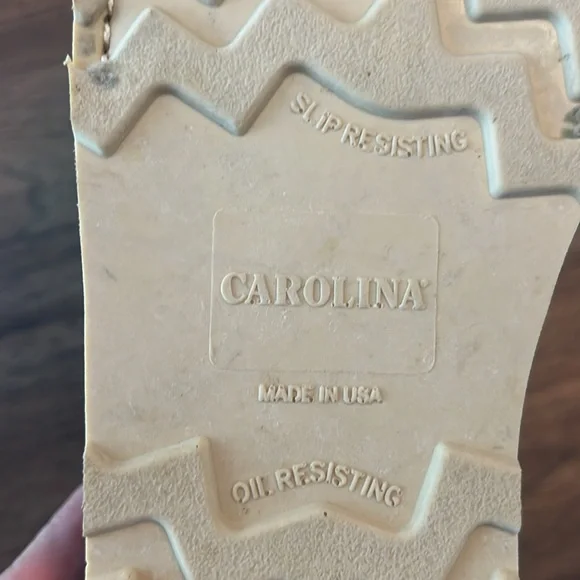 SLIP RESISTING
CAROLINA
MADE IN USA
OIL RESISTING